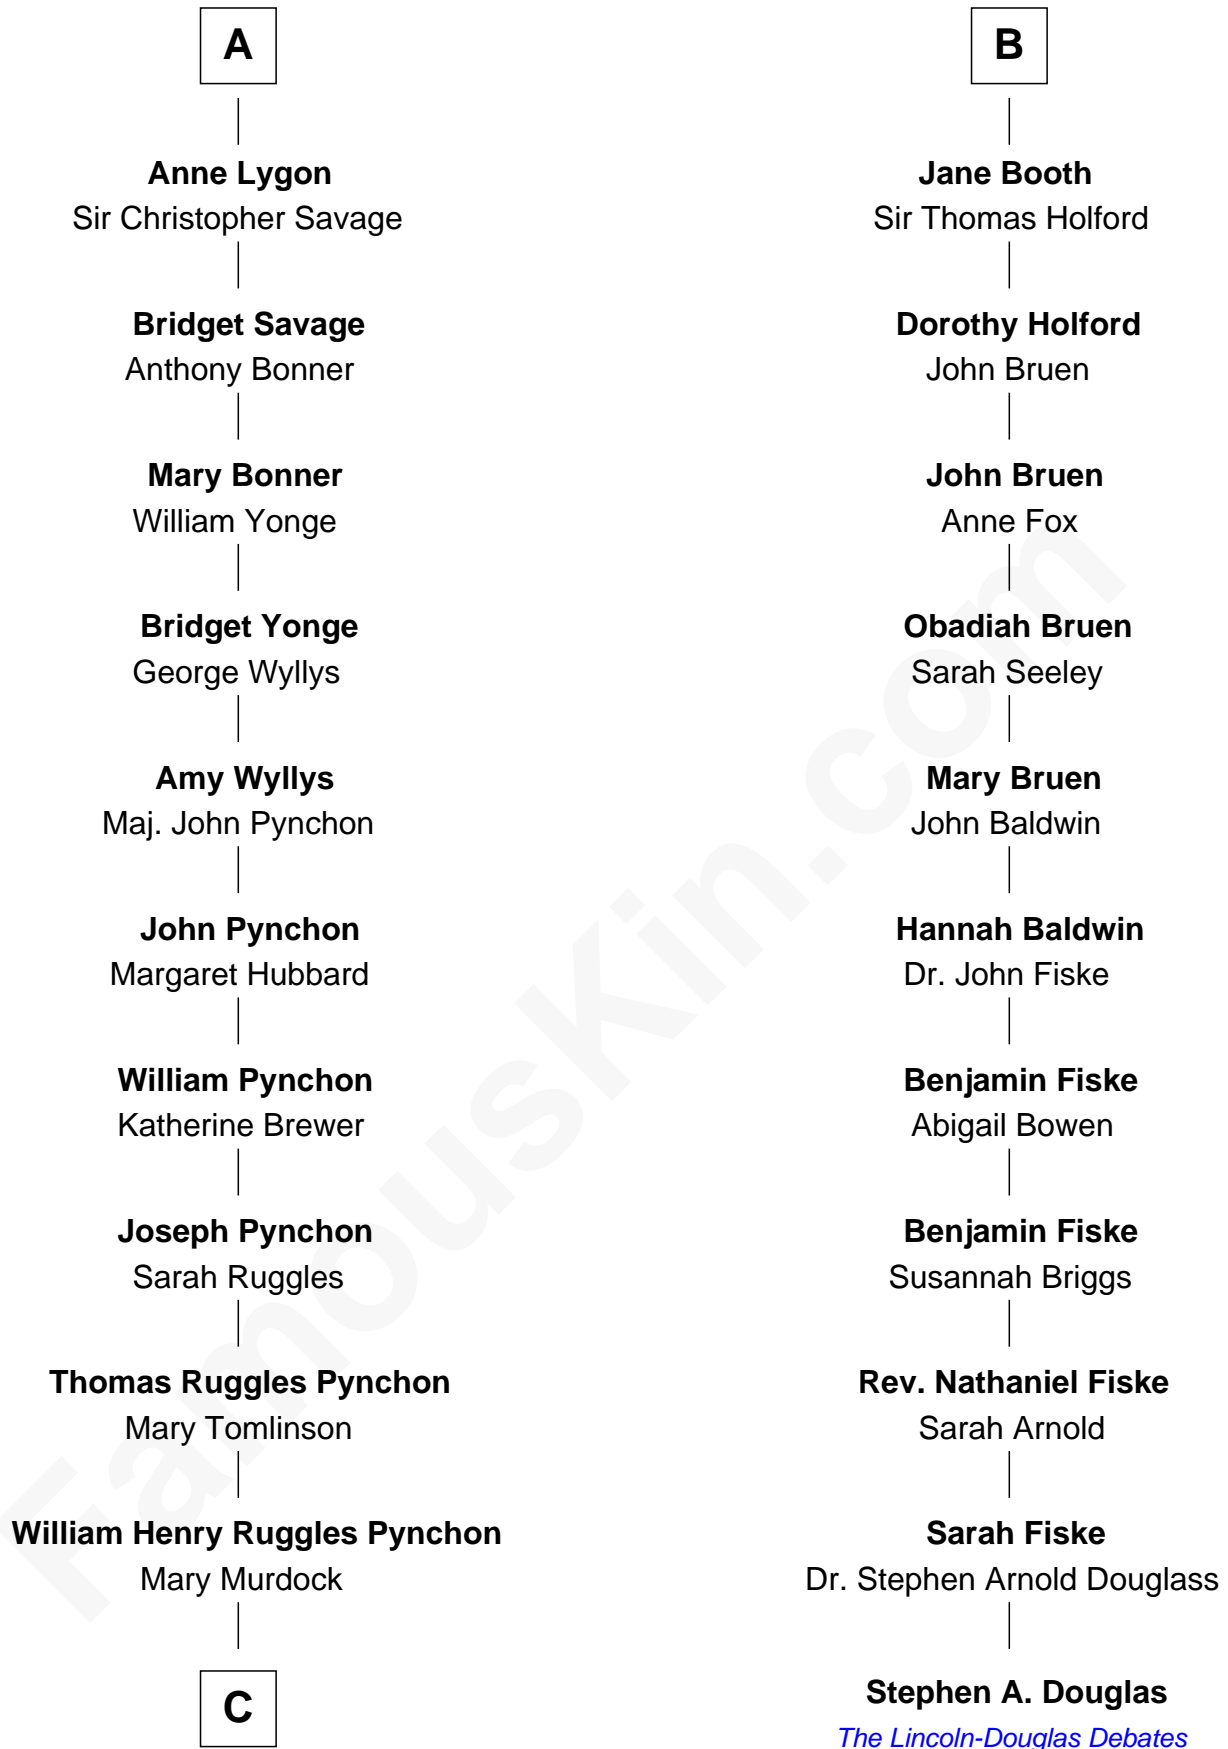 A
Anne Lygon
Sir Christopher Savage
Bridget Savage
Anthony Bonner
Mary Bonner
William Yonge
Bridget Yonge
George Wyllys
Amy Wyllys
Maj. John Pynchon
John Pynchon
Margaret Hubbard
William Pynchon
Katherine Brewer
Joseph Pynchon
Sarah Ruggles
Thomas Ruggles Pynchon
Mary Tomlinson
William Henry Ruggles Pynchon
Mary Murdock
C
B
Jane Booth
Sir Thomas Holford
Dorothy Holford
John Bruen
John Bruen
Anne Fox
Obadiah Bruen
Sarah Seeley
Mary Bruen
John Baldwin
Hannah Baldwin
Dr. John Fiske
Benjamin Fiske
Abigail Bowen
Benjamin Fiske
Susannah Briggs
Rev. Nathaniel Fiske
Sarah Arnold
Sarah Fiske
Dr. Stephen Arnold Douglass
Stephen A. Douglas
The Lincoln-Douglas Debates
FamousKin.com